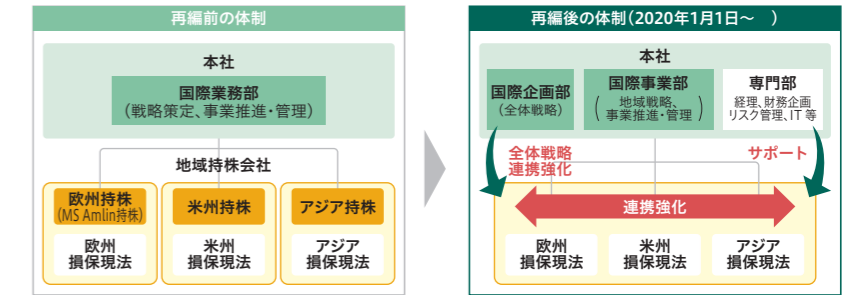 再編前の体制
本社
国際業務部
（戦略策定、事業推進・管理）
地域持株会社
欧州持株
(MS Amlin持株)
米州持株
アジア持株
欧州
損保現法
米州
損保現法
アジア
損保現法
再編後の体制（2020年1月1日～　）
本社
国際企画部
（全体戦略）
国際事業部
（地域戦略、
事業推進・管理）
専門部
経理、財務企画
リスク管理、IT 等
全体戦略
連携強化
サポート
連携強化
欧州
損保現法
米州
損保現法
アジア
損保現法